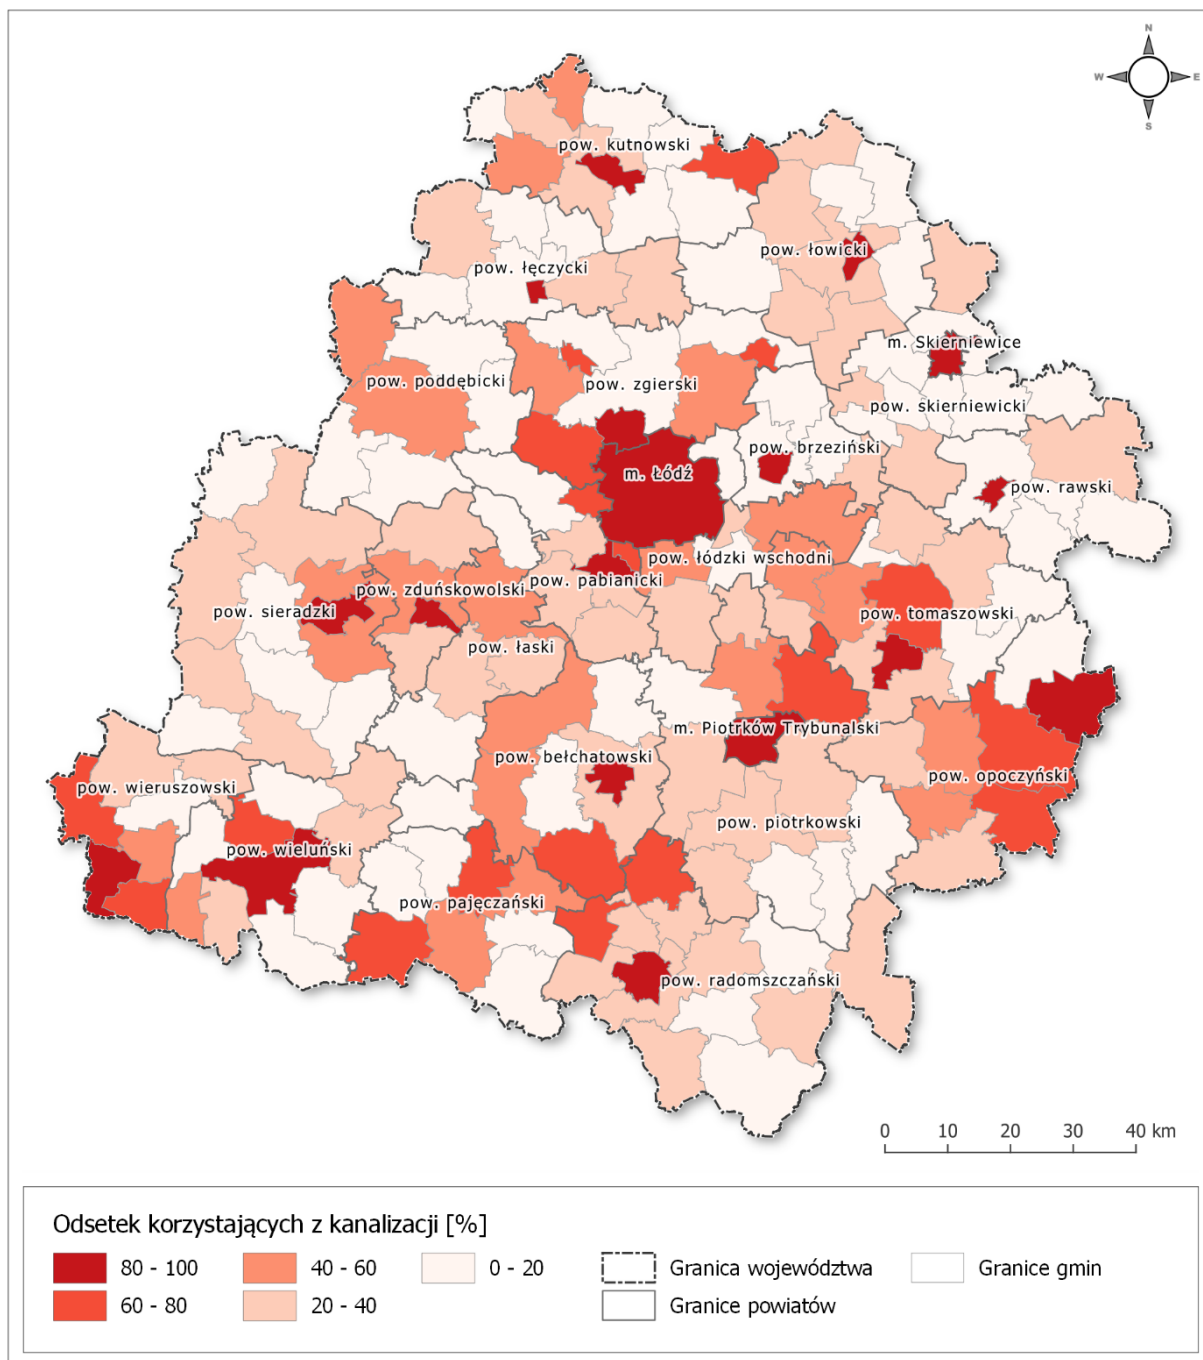 N
W E
S
pow. kutnowski
pow. łowicki
pow. łęczycki
m. Skierniewice
pow. poddębicki
pow. zgierski
pow. skierniewicki
pow. brzeziński
m. Łódź
pow. rawski
pow. łódzki wschodni
pow. pabianicki
pow. zduńskowolski
pow. sieradzki
pow. tomaszowski
pow. łaski
m. Piotrków Trybunalski
pow. bełchatowski
pow. opoczyński
pow. wieruszowski
pow. piotrkowski
pow. wieluński
pow. pajęczański
pow. radomszczański
0 10 20 30 40 km
Odsetek korzystających z kanalizacji [%]
80 - 100 40 - 60 0 - 20 Granica województwa Granice gmin
60 - 80 20 - 40 Granice powiatów